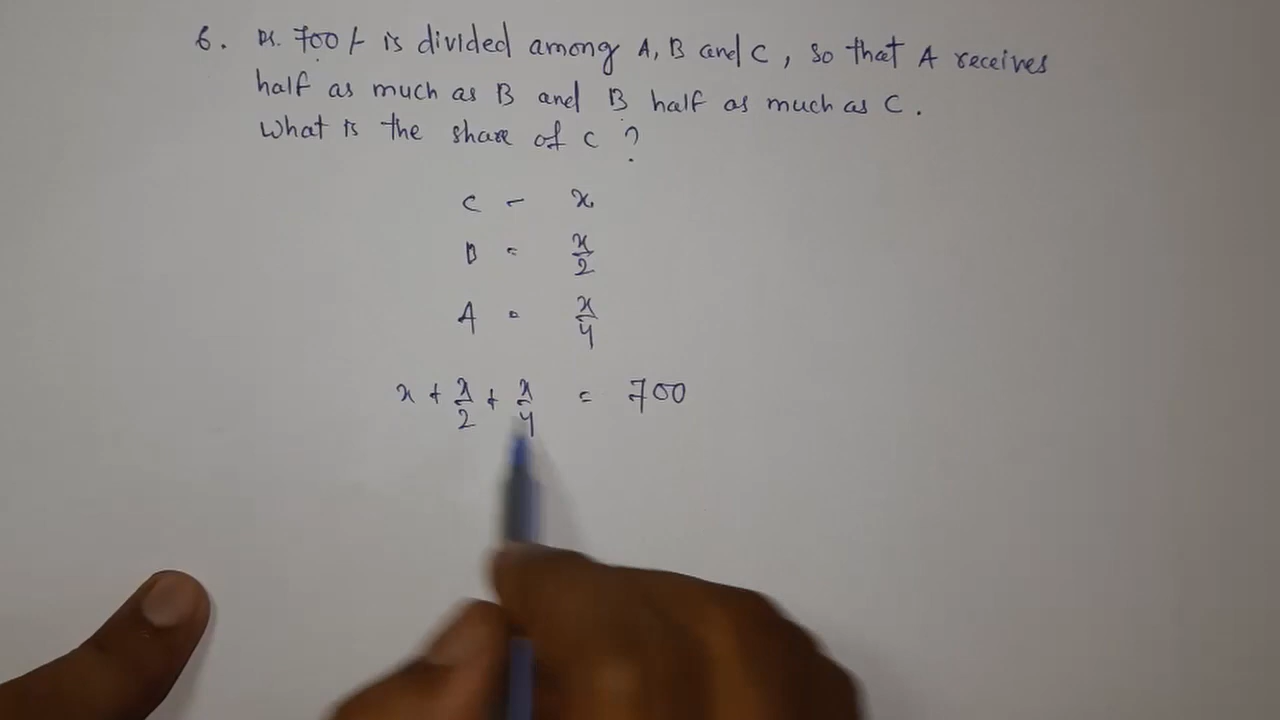 6. Rs. 700/- is divided among A, B and C, so that A receives
half as much as B and B half as much as C.
What is the share of C ?
C - x
B = x/2
A = x/4
x + x/2 + x/4 = 700